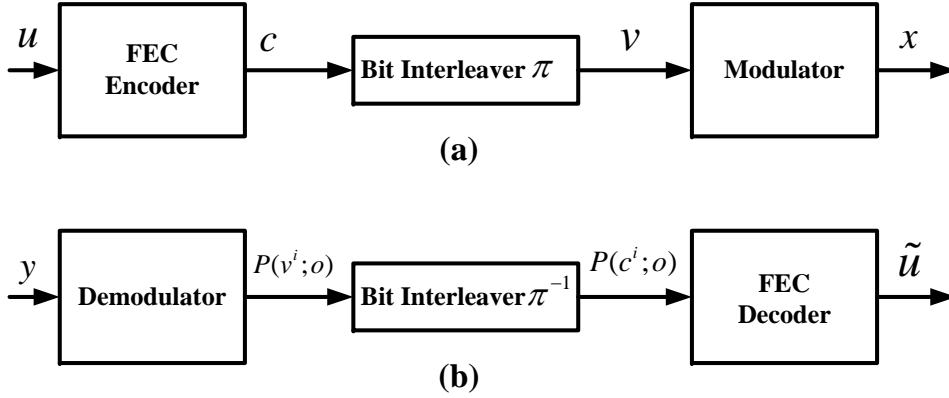 u
FEC
Encoder
c
Bit Interleaver π
v
Modulator
x
(a)
y
Demodulator
P(v^i;o)
Bit Interleaver π^{-1}
P(c^i;o)
FEC
Decoder
ũ
(b)